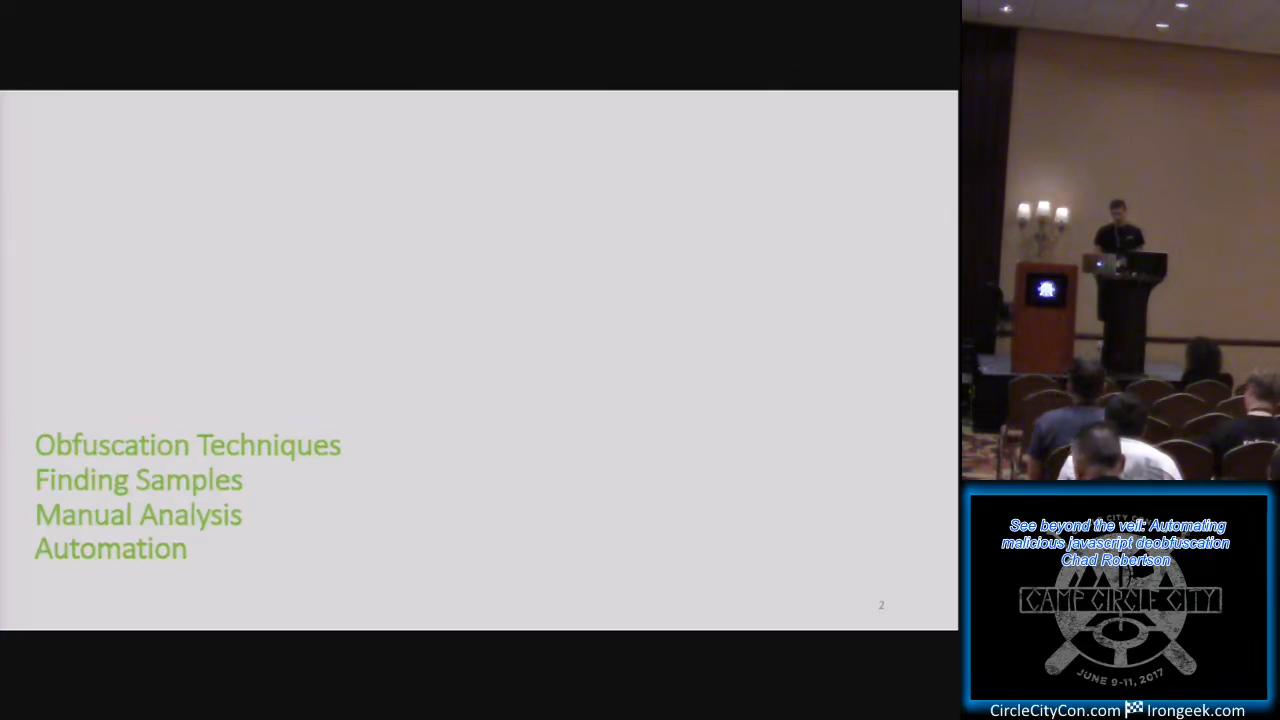 Obfuscation Techniques
Finding Samples
Manual Analysis
Automation
2
See beyond the veil: Automating
malicious javascript deobfuscation
Chad Robertson
CAMP CIRCLE CITY
JUNE 9-11, 2017
CircleCityCon.com Irongeek.com